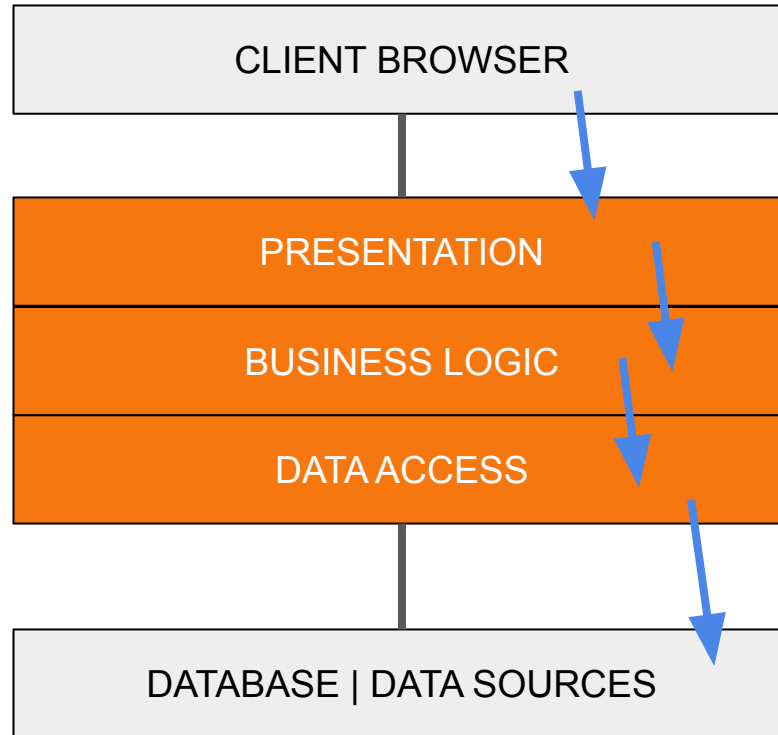 CLIENT BROWSER
PRESENTATION
BUSINESS LOGIC
DATA ACCESS
DATABASE | DATA SOURCES